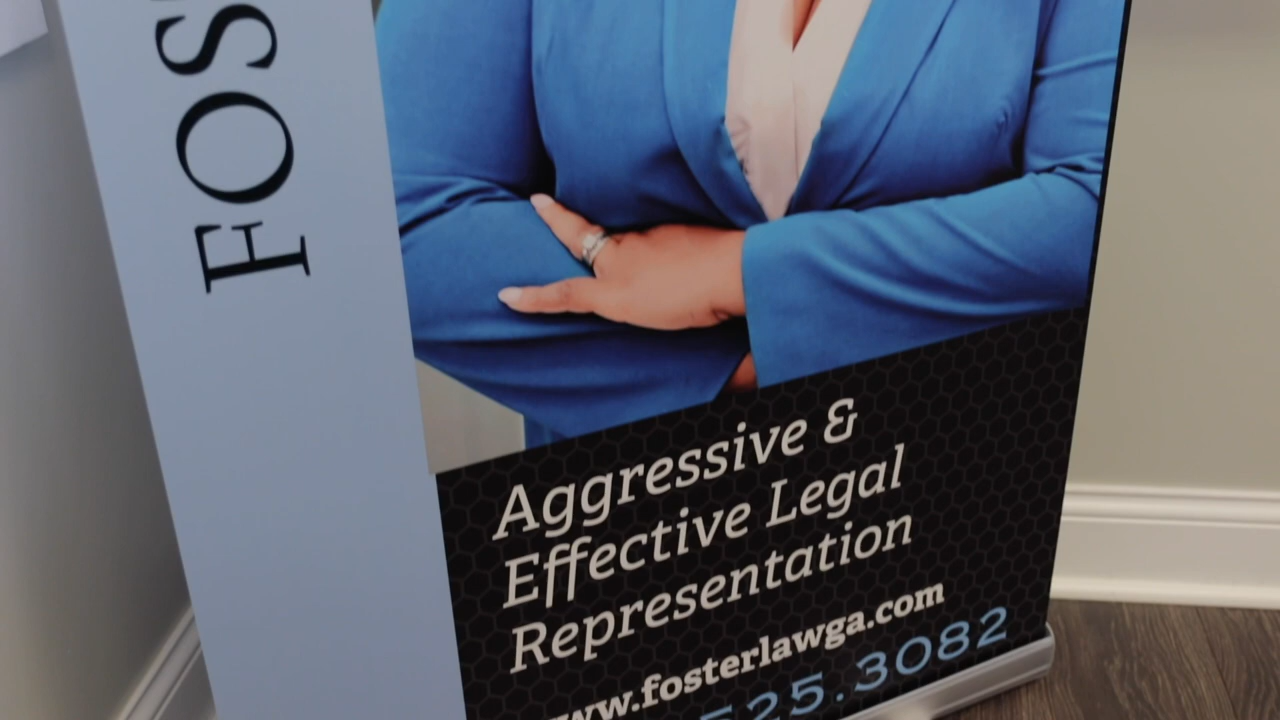 FOS
Aggressive &
Effective Legal
Representation
www.fosterlawga.com
525.3082